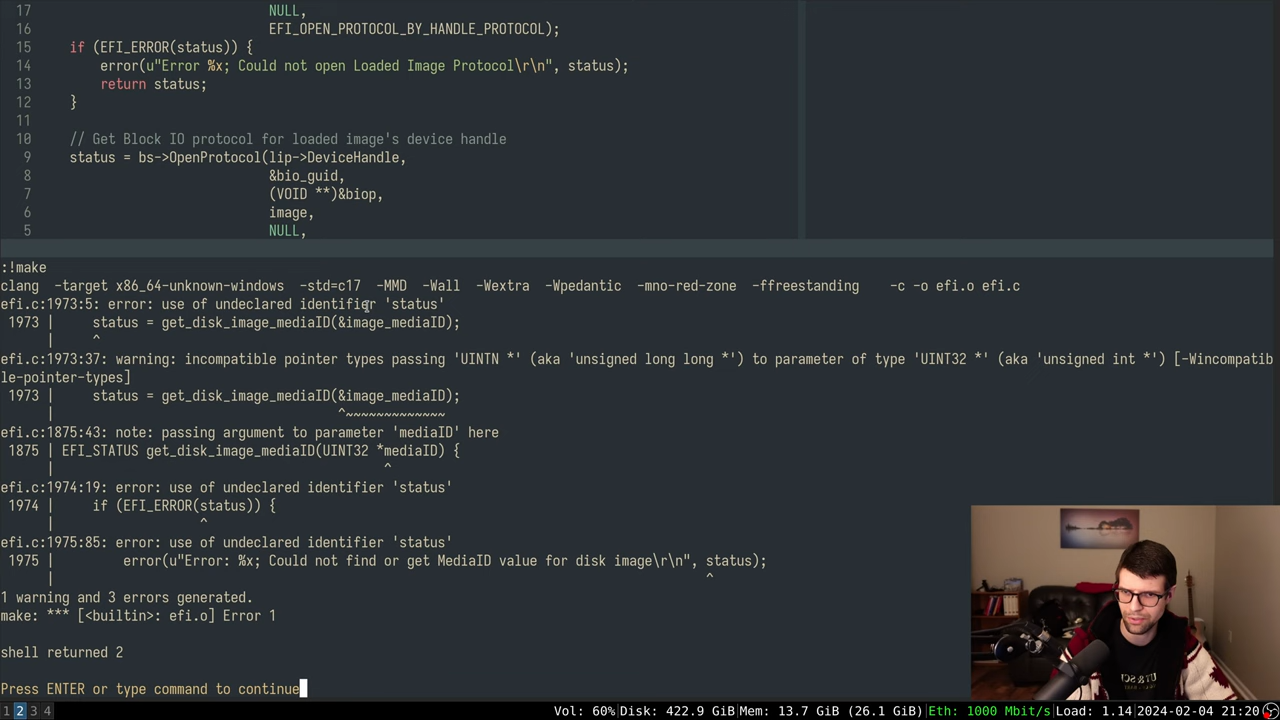 17 NULL,
16 EFI_OPEN_PROTOCOL_BY_HANDLE_PROTOCOL);
15 if (EFI_ERROR(status)) {
14 error(u"Error %x; Could not open Loaded Image Protocol\r\n", status);
13 return status;
12 }
11
10 // Get Block IO protocol for loaded image's device handle
9 status = bs->OpenProtocol(lip->DeviceHandle,
8 &bio_guid,
7 (VOID **)&biop,
6 image,
5 NULL,
:!make
clang -target x86_64-unknown-windows -std=c17 -MMD -Wall -Wextra -Wpedantic -mno-red-zone -ffreestanding -c -o efi.o efi.c
efi.c:1973:5: error: use of undeclared identifier 'status'
1973 | status = get_disk_image_mediaID(&image_mediaID);
| ^
efi.c:1973:37: warning: incompatible pointer types passing 'UINTN *' (aka 'unsigned long long *') to parameter of type 'UINT32 *' (aka 'unsigned int *') [-Wincompatib
le-pointer-types]
1973 | status = get_disk_image_mediaID(&image_mediaID);
| ^~~~~~~~~~~~~~
efi.c:1875:43: note: passing argument to parameter 'mediaID' here
1875 | EFI_STATUS get_disk_image_mediaID(UINT32 *mediaID) {
| ^
efi.c:1974:19: error: use of undeclared identifier 'status'
1974 | if (EFI_ERROR(status)) {
| ^
efi.c:1975:85: error: use of undeclared identifier 'status'
1975 | error(u"Error: %x; Could not find or get MediaID value for disk image\r\n", status);
| ^
1 warning and 3 errors generated.
make: *** [<builtin>: efi.o] Error 1
shell returned 2
Press ENTER or type command to continue
1 2 3 4 Vol: 60% Disk: 422.9 GiB Mem: 13.7 GiB (26.1 GiB) Eth: 1000 Mbit/s Load: 1.14 2024-02-04 21:20